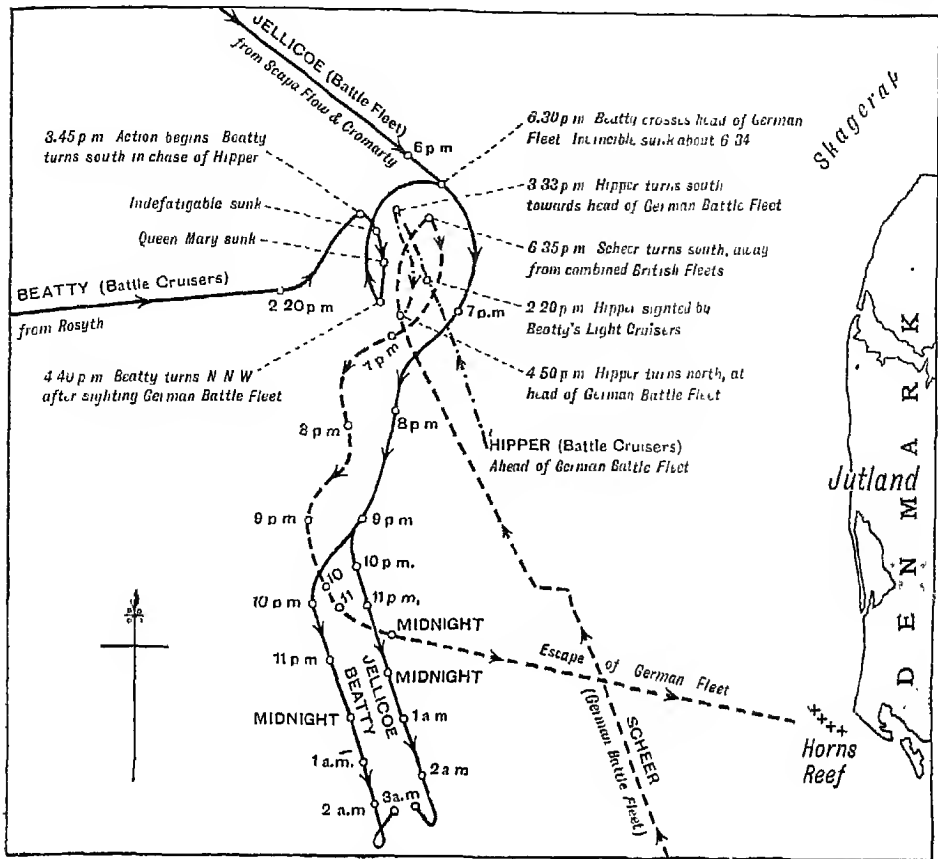 JELLICOE (Battle Fleet)
from Scapa Flow & Cromarty
6 p m
3.45 p m Action begins Beatty
turns south in chase of Hipper
Indefatigable sunk
Queen Mary sunk
BEATTY (Battle Cruisers)
from Rosyth
2 20 p m
4 40 p m Beatty turns N N W
after sighting German Battle Fleet
6.30 p m Beatty crosses head of German
Fleet Invincible sunk about 6 34
3 33 p m Hipper turns south
towards head of German Battle Fleet
6 35 p m Scheer turns south, away
from combined British Fleets
2 20 p m Hipper sighted by
Beatty's Light Cruisers
4 50 p m Hipper turns north, at
head of German Battle Fleet
7 p.m
7 p m
8 p m
8 p m
HIPPER (Battle Cruisers)
Ahead of German Battle Fleet
9 p m
9 p m
10 p m.
10
11
10 p m
11 p m.
MIDNIGHT
11 p m
MIDNIGHT
JELLICOE
BEATTY
MIDNIGHT
1 a m
1 a.m.
2 a m
3 a.m
2 a.m
Escape of German Fleet
SCHEER
(German Battle Fleet)
Horns
Reef
Skagerrak
Jutland
DENMARK